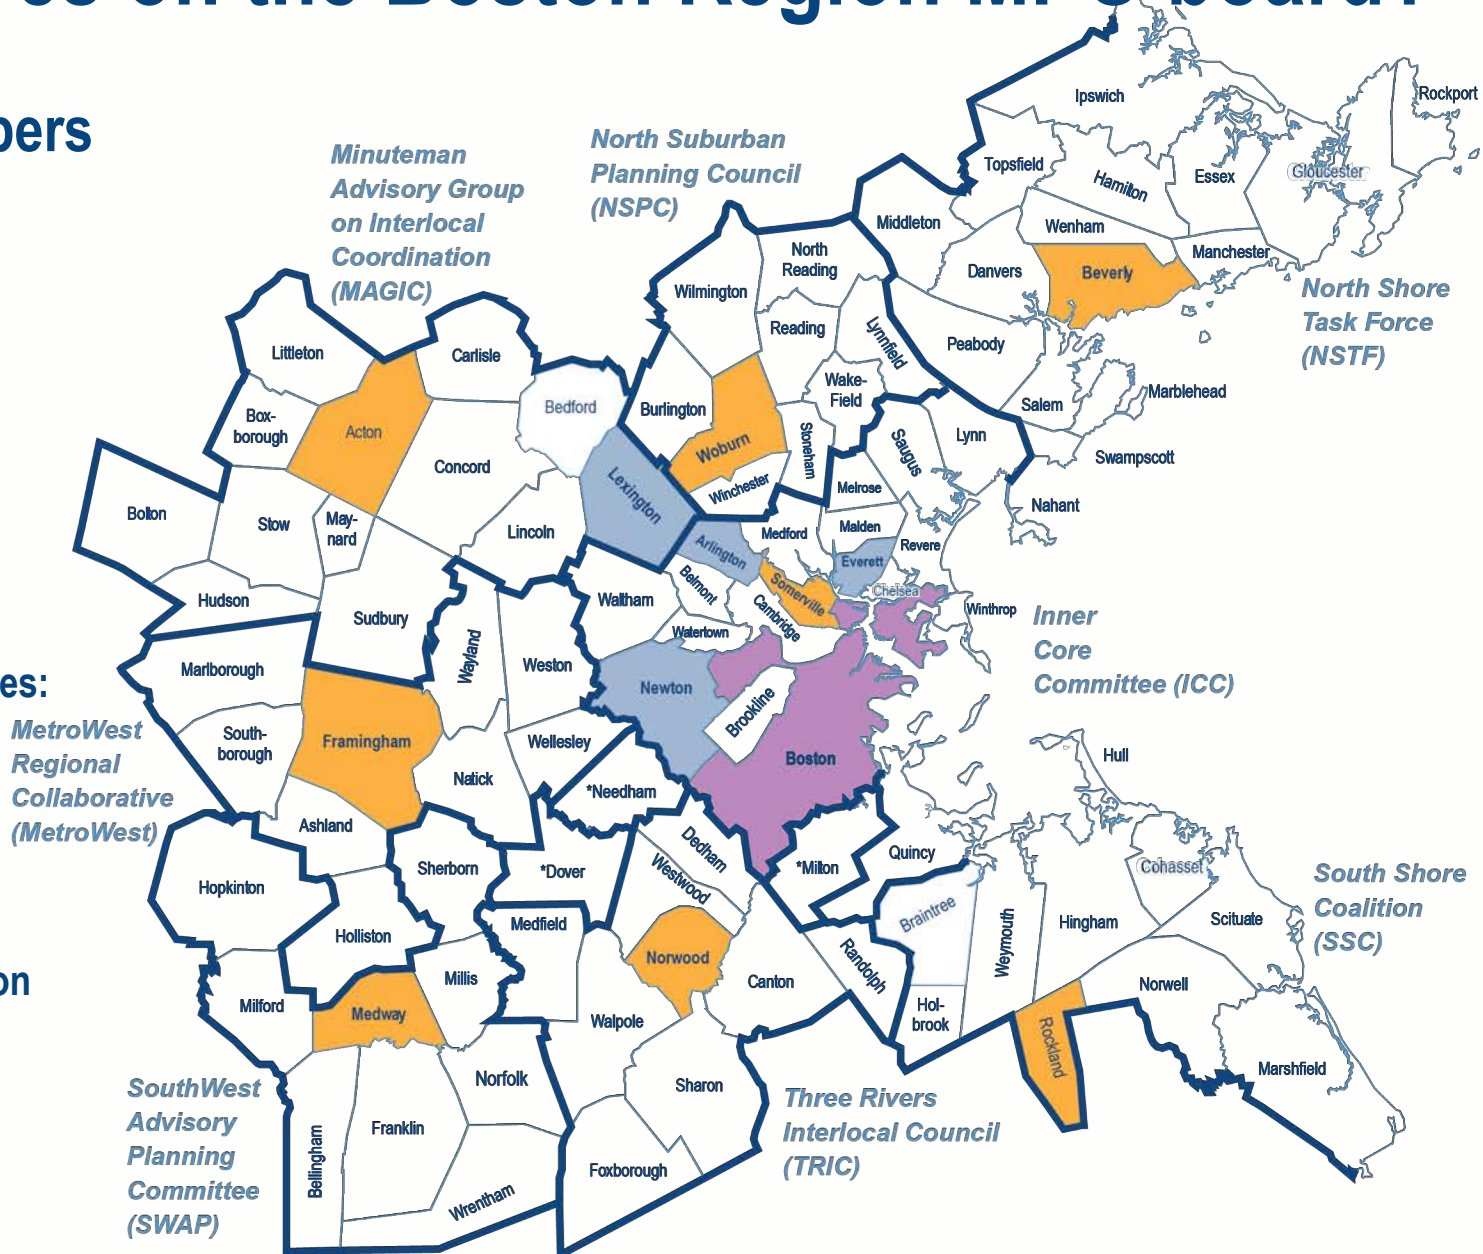 es on the Boston Region MPO board?
bers
Minuteman
Advisory Group
on Interlocal
Coordination
(MAGIC)
North Suburban
Planning Council
(NSPC)
Ipswich
Rockport
Topsfield
Hamilton
Essex
Gloucester
Middleton
Wenham
Manchester
Danvers
Beverly
North Shore
Task Force
(NSTF)
North
Reading
Wilmington
Reading
Lynnfield
Peabody
Littleton
Carlisle
Wake-
Field
Marblehead
Salem
Bedford
Burlington
Box-
borough
Acton
Woburn
Stoneham
Saugus
Lynn
Swampscott
Concord
Lexington
Winchester
Melrose
Nahant
Bolton
Stow
May-
nard
Lincoln
Arlington
Medford
Malden
Revere
Everett
Chelsea
Hudson
Sudbury
Waltham
Belmont
Somerville
Cambridge
Winthrop
Watertown
Inner
Core
Committee (ICC)
Marlborough
Wayland
Weston
Newton
Brookline
es:
MetroWest
Regional
Collaborative
(MetroWest)
South-
borough
Framingham
Wellesley
Boston
Natick
*Needham
Hull
Ashland
Dedham
Quincy
Sherborn
*Dover
Westwood
*Milton
Cohasset
Hopkinton
South Shore
Coalition
(SSC)
Medfield
Braintree
Weymouth
Hingham
Scituate
Holliston
Norwood
Randolph
on
Millis
Canton
Milford
Medway
Walpole
Hol-
brook
Norwell
Rockland
Marshfield
SouthWest
Advisory
Planning
Committee
(SWAP)
Norfolk
Sharon
Three Rivers
Interlocal Council
(TRIC)
Franklin
Bellingham
Foxborough
Wrentham